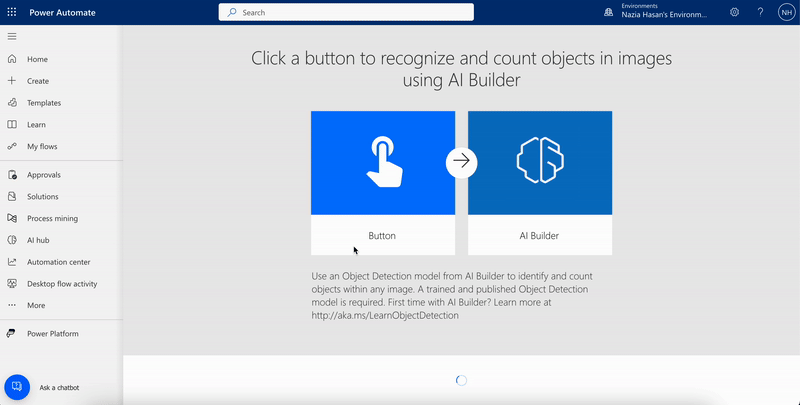 Power Automate
Search
Environments
Nazia Hasan's Environm...
?
NH
Home
Create
Templates
Learn
My flows
Approvals
Solutions
Process mining
AI hub
Automation center
Desktop flow activity
More
Power Platform
Ask a chatbot
Click a button to recognize and count objects in images
using AI Builder
Button
AI Builder
Use an Object Detection model from AI Builder to identify and count
objects within any image. A trained and published Object Detection
model is required. First time with AI Builder? Learn more at
http://aka.ms/LearnObjectDetection